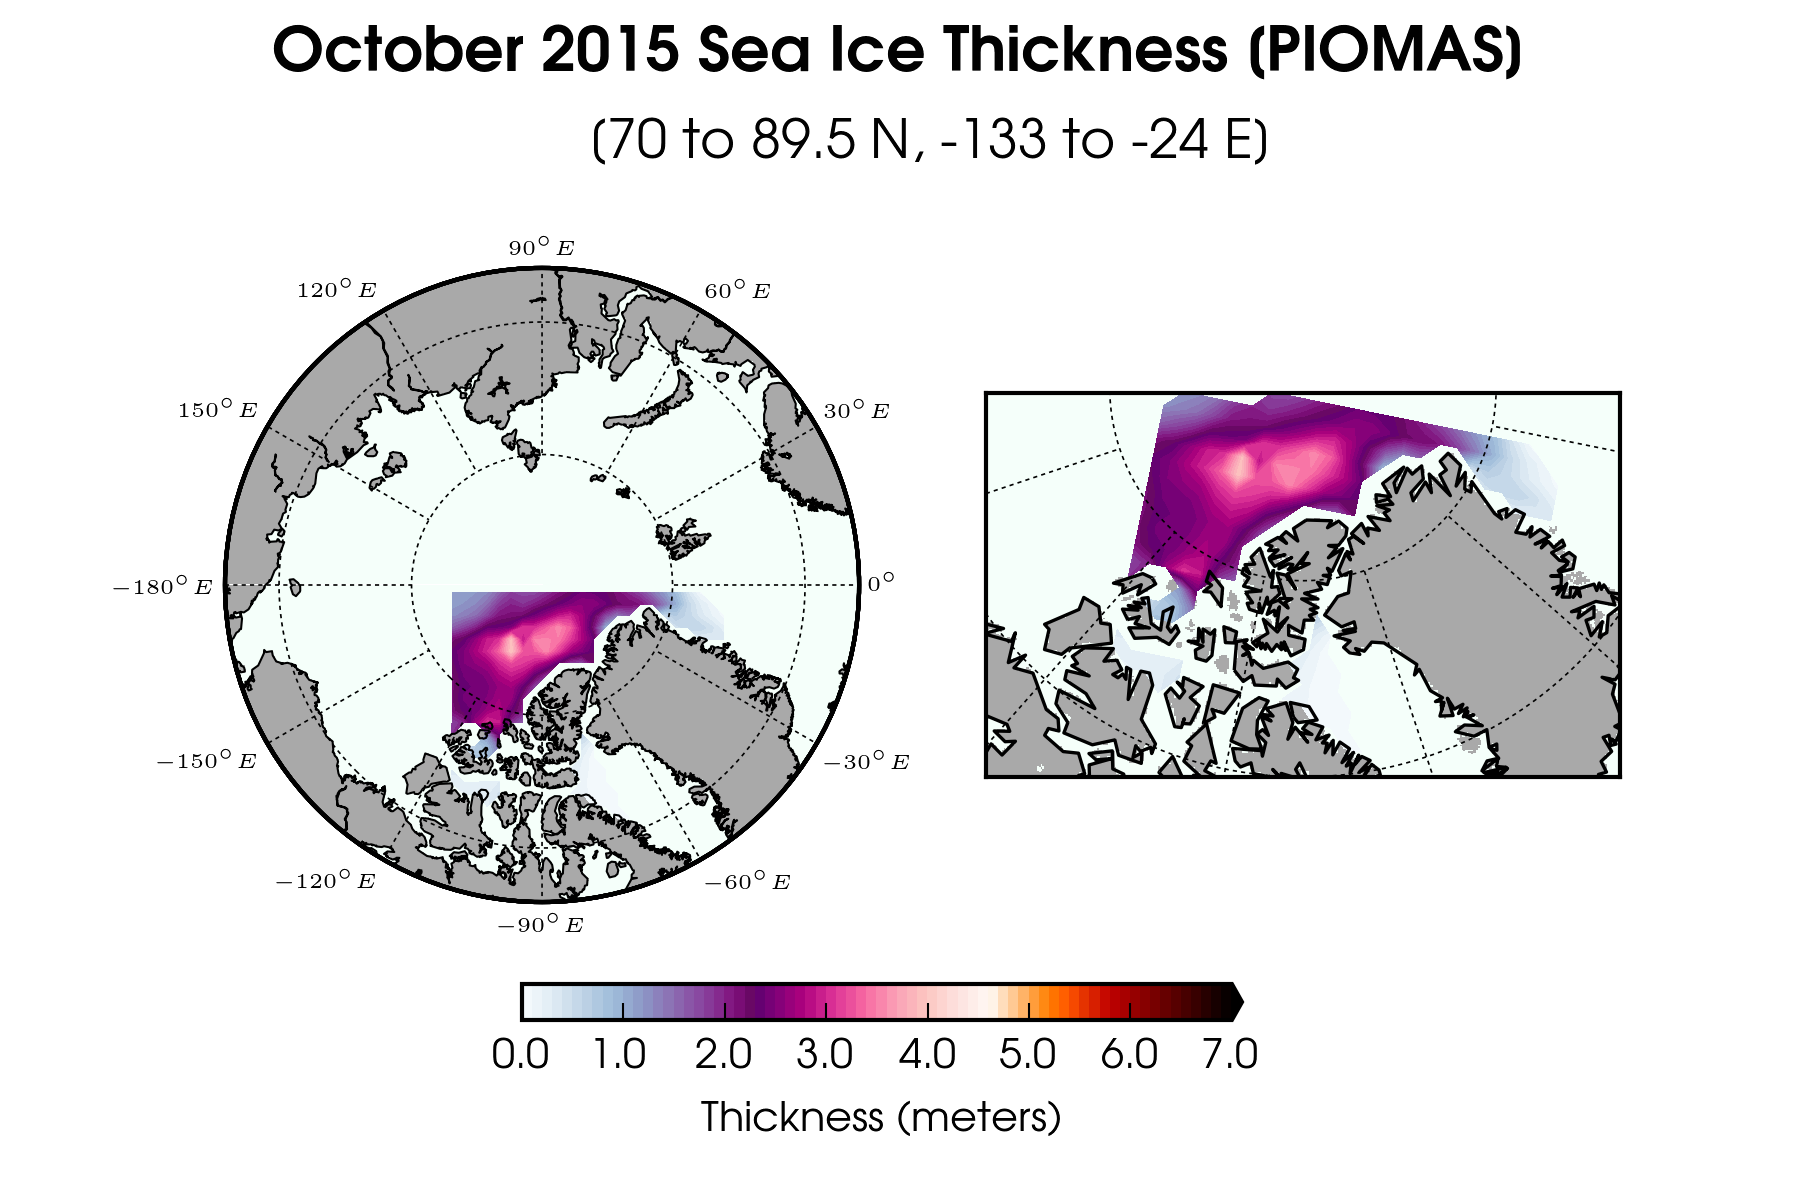 October 2015 Sea Ice Thickness (PIOMAS)
(70 to 89.5 N, -133 to -24 E)
90° E
120° E
60° E
150° E
30° E
−180° E
0°
−150° E
−30° E
−120° E
−60° E
−90° E
0.0 1.0 2.0 3.0 4.0 5.0 6.0 7.0
Thickness (meters)